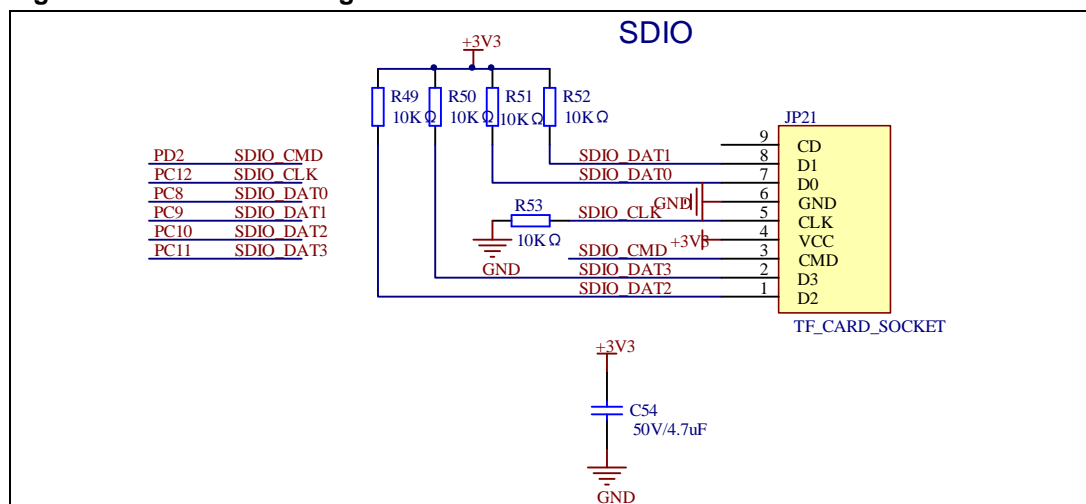 SDIO
+3V3
R49
10KΩ
R50
10KΩ
R51
10KΩ
R52
10KΩ
JP21
PD2 SDIO_CMD
PC12 SDIO_CLK
PC8 SDIO_DAT0
PC9 SDIO_DAT1
PC10 SDIO_DAT2
PC11 SDIO_DAT3
9 CD
SDIO_DAT1 8 D1
SDIO_DAT0 7 D0
GND 6 GND
R53
10KΩ
GND
SDIO_CLK 5 CLK
+3V3 4 VCC
SDIO_CMD 3 CMD
SDIO_DAT3 2 D3
SDIO_DAT2 1 D2
TF_CARD_SOCKET
+3V3
C54
50V/4.7uF
GND